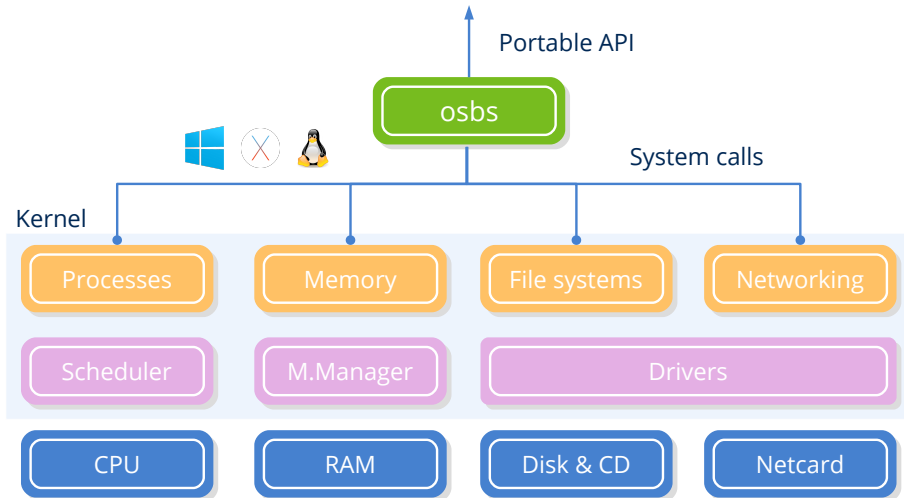 Portable API
osbs
System calls
Kernel
Processes
Memory
File systems
Networking
Scheduler
M.Manager
Drivers
CPU
RAM
Disk & CD
Netcard